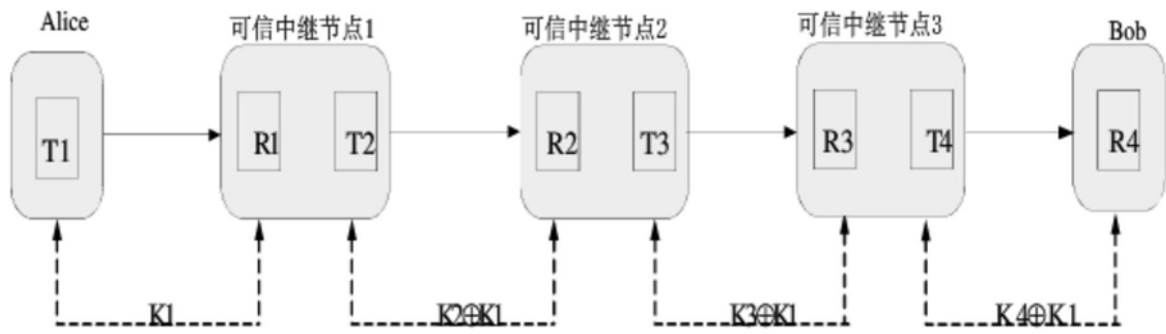 Alice
可信中继节点1
可信中继节点2
可信中继节点3
Bob
T1
R1
T2
R2
T3
R3
T4
R4
K1
K2⊕K1
K3⊕K1
K4⊕K1